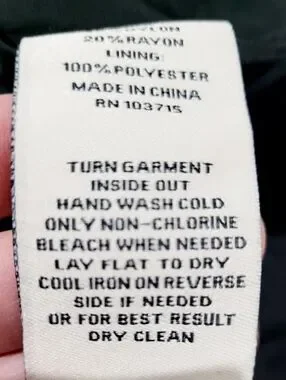 20% RAYON
LINING:
100% POLYESTER
MADE IN CHINA
RN 103715
TURN GARMENT
INSIDE OUT
HAND WASH COLD
ONLY NON-CHLORINE
BLEACH WHEN NEEDED
LAY FLAT TO DRY
COOL IRON ON REVERSE
SIDE IF NEEDED
OR FOR BEST RESULT
DRY CLEAN